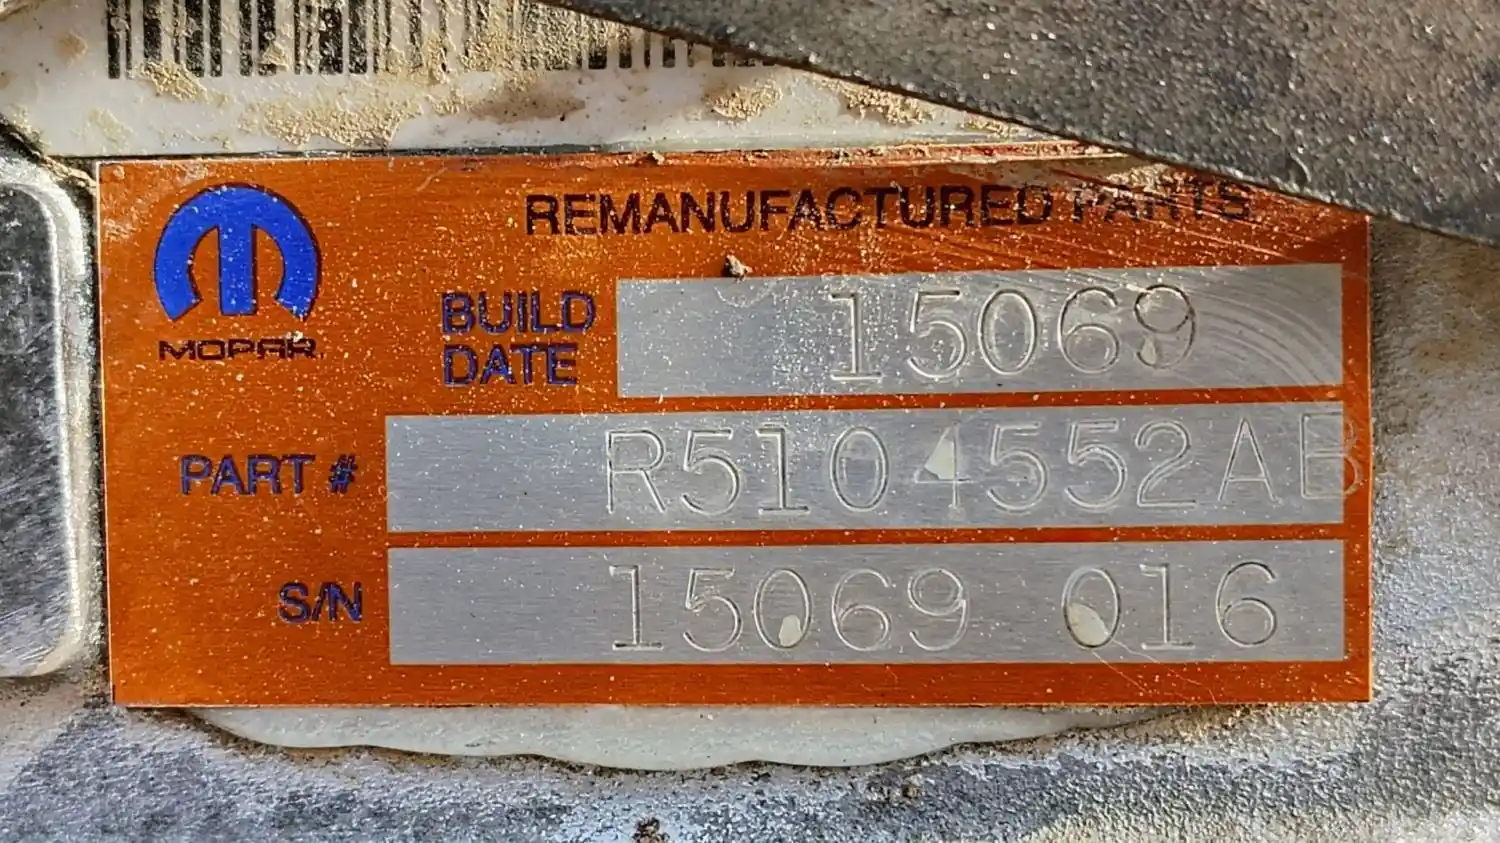 REMANUFACTURED PARTS
MOPAR
BUILD DATE 15069
PART # R5104552AB
S/N 15069 016